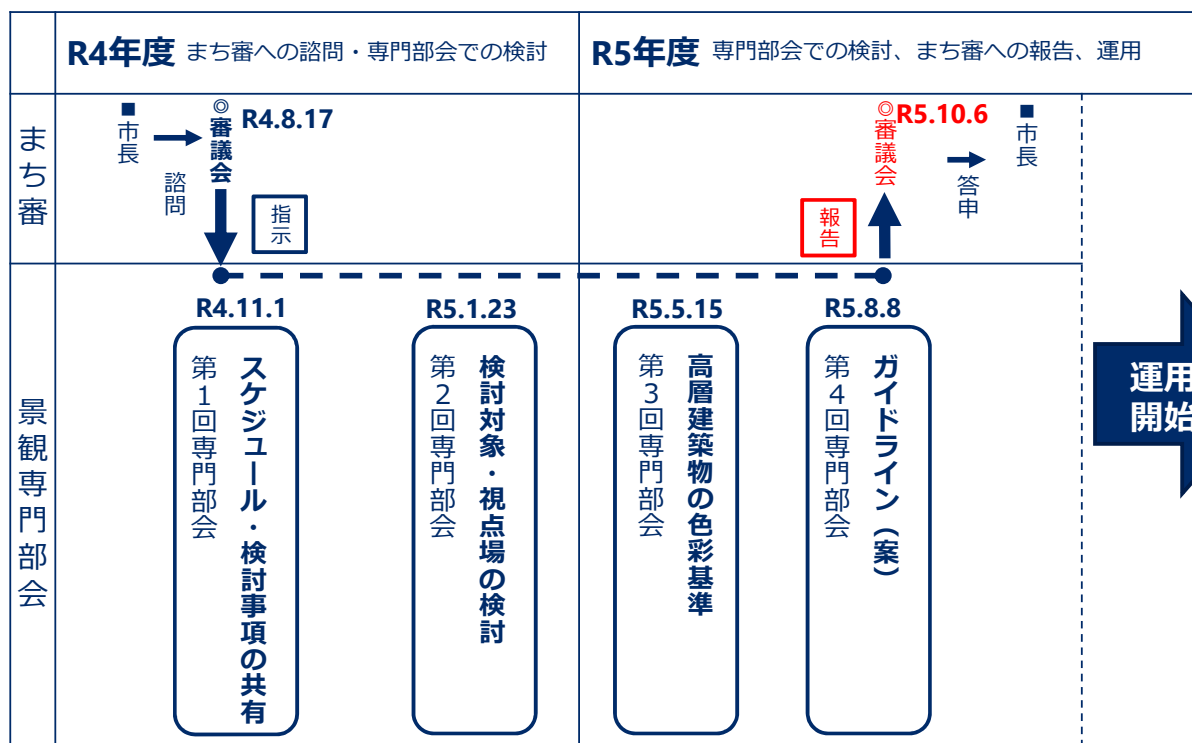 R4年度 まち審への諮問・専門部会での検討
R5年度 専門部会での検討、まち審への報告、運用
まち審
■市長
諮問
◎審議会
R4.8.17
指示
報告
◎審議会
R5.10.6
答申
■市長
景観専門部会
R4.11.1
スケジュール・検討事項の共有
第1回専門部会
R5.1.23
検討対象・視点場の検討
第2回専門部会
R5.5.15
高層建築物の色彩基準
第3回専門部会
R5.8.8
ガイドライン（案）
第4回専門部会
運用
開始